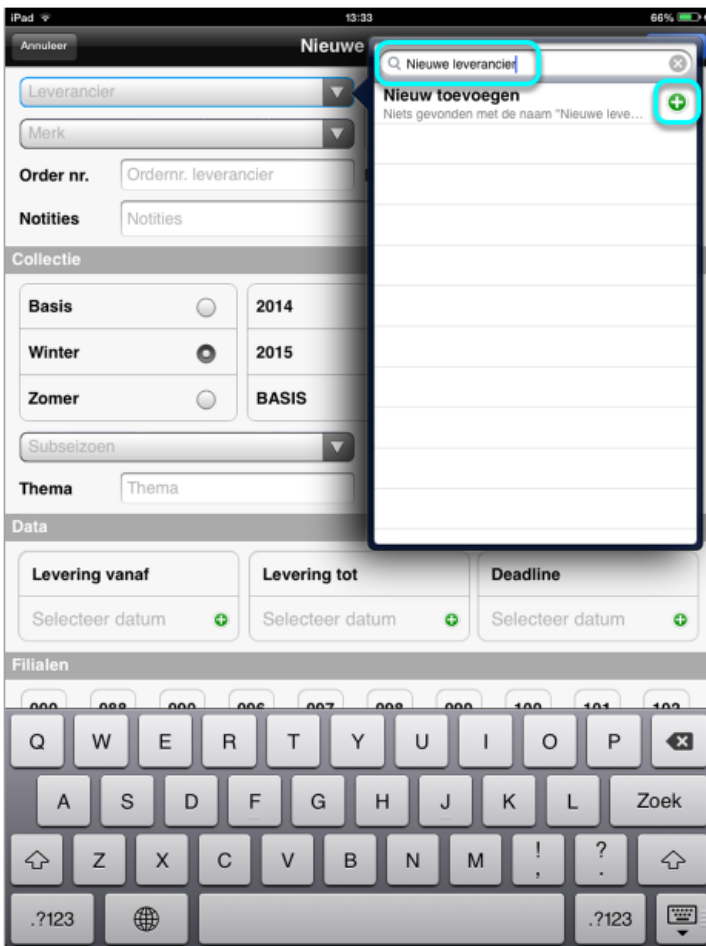 iPad 13:33 66%
Annuleer Nieuwe
Nieuwe leverancier
Leverancier
Nieuw toevoegen
Niets gevonden met de naam "Nieuwe leve...
Merk
Order nr. Ordernr. leverancier
Notities Notities
Collectie
Basis 2014
Winter 2015
Zomer BASIS
Subseizoen
Thema Thema
Data
Levering vanaf Levering tot Deadline
Selecteer datum Selecteer datum Selecteer datum
Filialen
Q W E R T Y U I O P
A S D F G H J K L Zoek
Z X C V B N M ! , ? .
.?123 .?123